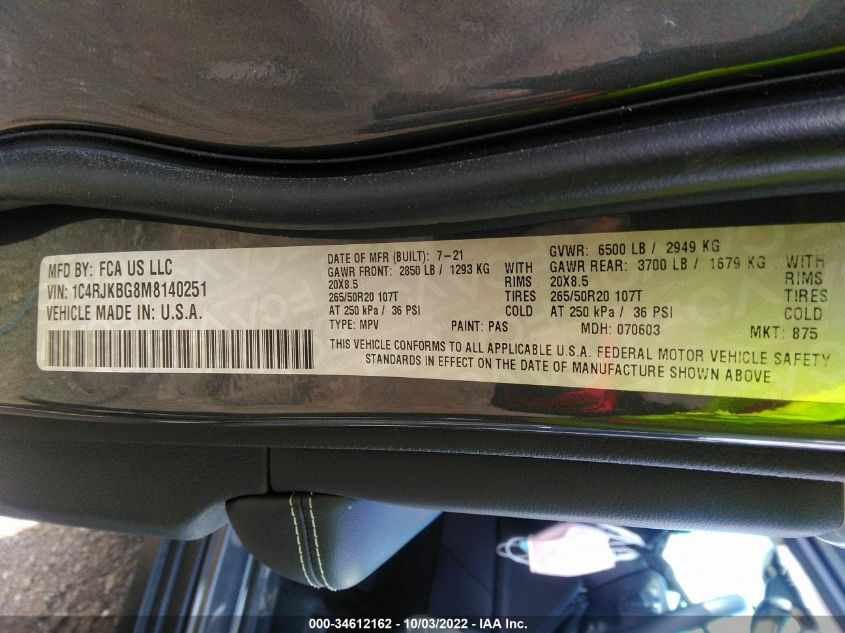 MFD BY: FCA US LLC
VIN: 1C4RJKBG8M8140251
VEHICLE MADE IN: U.S.A.
DATE OF MFR (BUILT): 7-21
GVWR: 6500 LB / 2949 KG
GAWR FRONT: 2850 LB / 1293 KG WITH
20X8.5 RIMS
265/50R20 107T TIRES
AT 250 kPa / 36 PSI COLD
GAWR REAR: 3700 LB / 1679 KG WITH
20X8.5 RIMS
265/50R20 107T TIRES
AT 250 kPa / 36 PSI COLD
TYPE: MPV PAINT: PAS MDH: 070603 MKT: 875
THIS VEHICLE CONFORMS TO ALL APPLICABLE U.S.A. FEDERAL MOTOR VEHICLE SAFETY
STANDARDS IN EFFECT ON THE DATE OF MANUFACTURE SHOWN ABOVE.
000-34612162 - 10/03/2022 - IAA Inc.